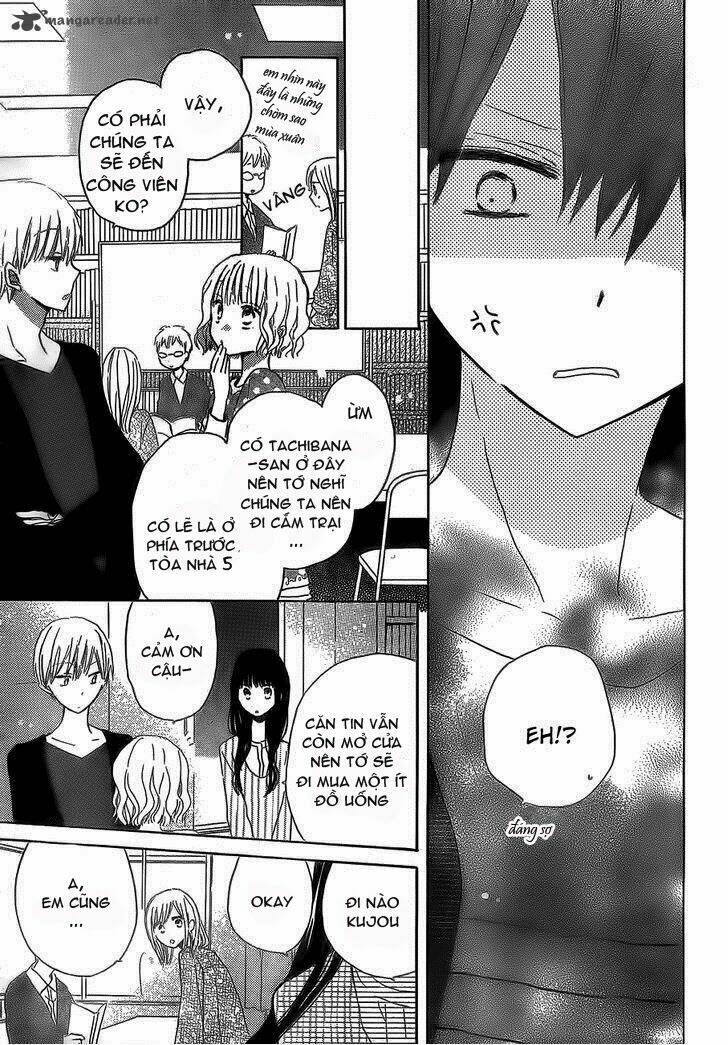 mangareader.net
EH!?
đáng sợ
em nhìn này
đây là những
chòm sao
mùa xuân
VÂNG
VẬY,
CÓ PHẢI
CHÚNG TA
SẼ ĐẾN
CÔNG VIÊN
KO?
ỪM
CÓ TACHIBANA
-SAN Ở ĐÂY
NÊN TỚ NGHĨ
CHÚNG TA NÊN
ĐI CẮM TRẠI
...
CÓ LẼ LÀ Ở
PHÍA TRƯỚC
TÒA NHÀ 5
CĂN TIN VẪN
CÒN MỞ CỬA
NÊN TỚ SẼ
ĐI MUA MỘT ÍT
ĐỒ UỐNG
A,
CẢM ƠN
CẬU-
ĐI NÀO
KUJOU
OKAY
A,
EM CŨNG
...